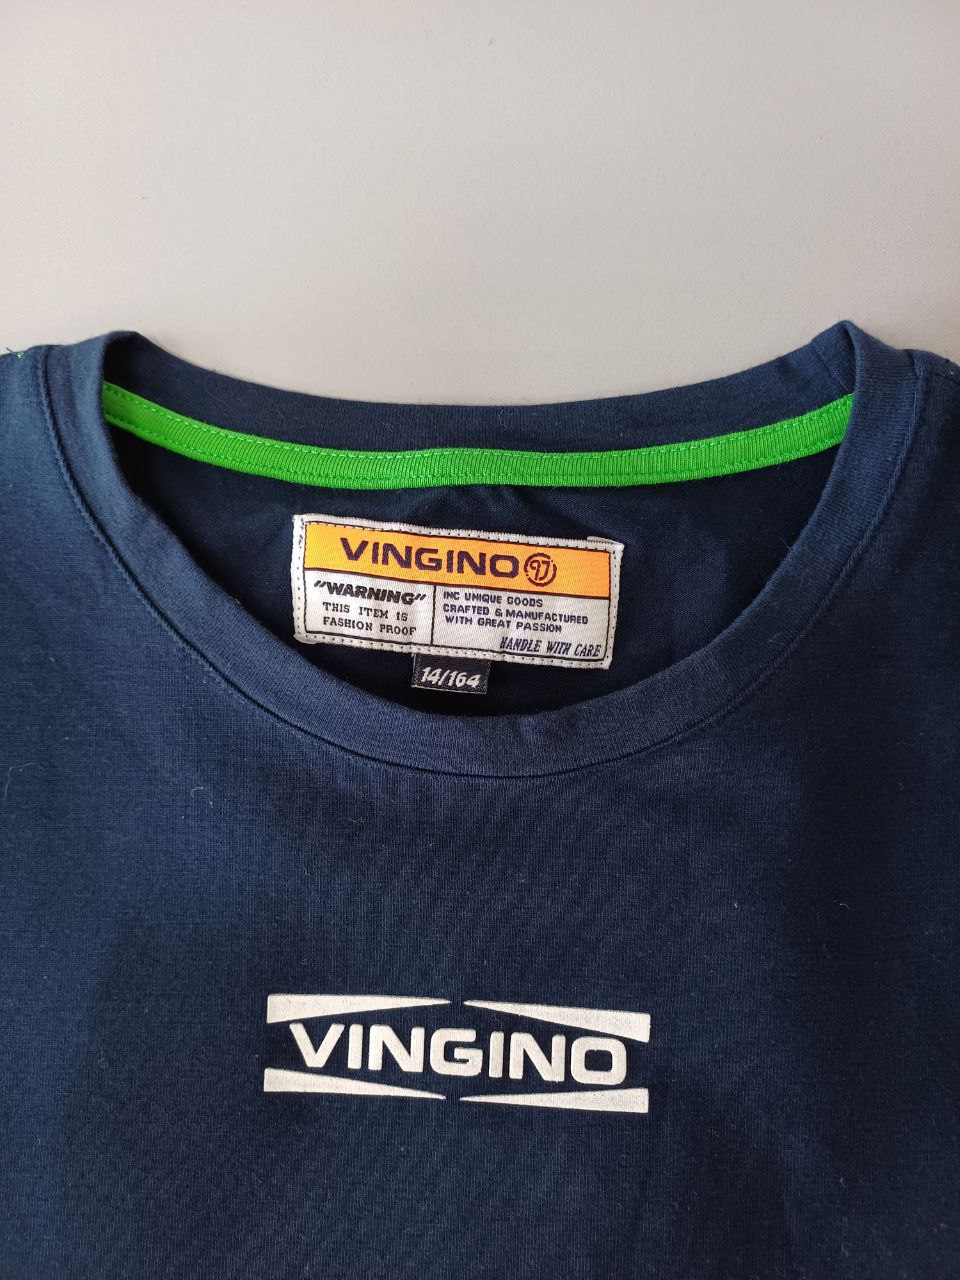 VINGINO 97
"WARNING"
THIS ITEM IS
FASHION PROOF
INC UNIQUE GOODS
CRAFTED & MANUFACTURED
WITH GREAT PASSION
HANDLE WITH CARE
14/164
VINGINO